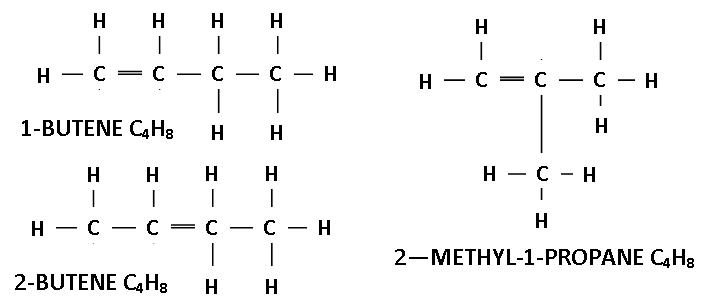 H H H H
H — C = C — C — C — H
H H
1-BUTENE C₄H₈
H H H H
H — C — C = C — C — H
H H
2-BUTENE C₄H₈
H H
H — C = C — C — H
H
H — C — H
H
2—METHYL-1-PROPANE C₄H₈